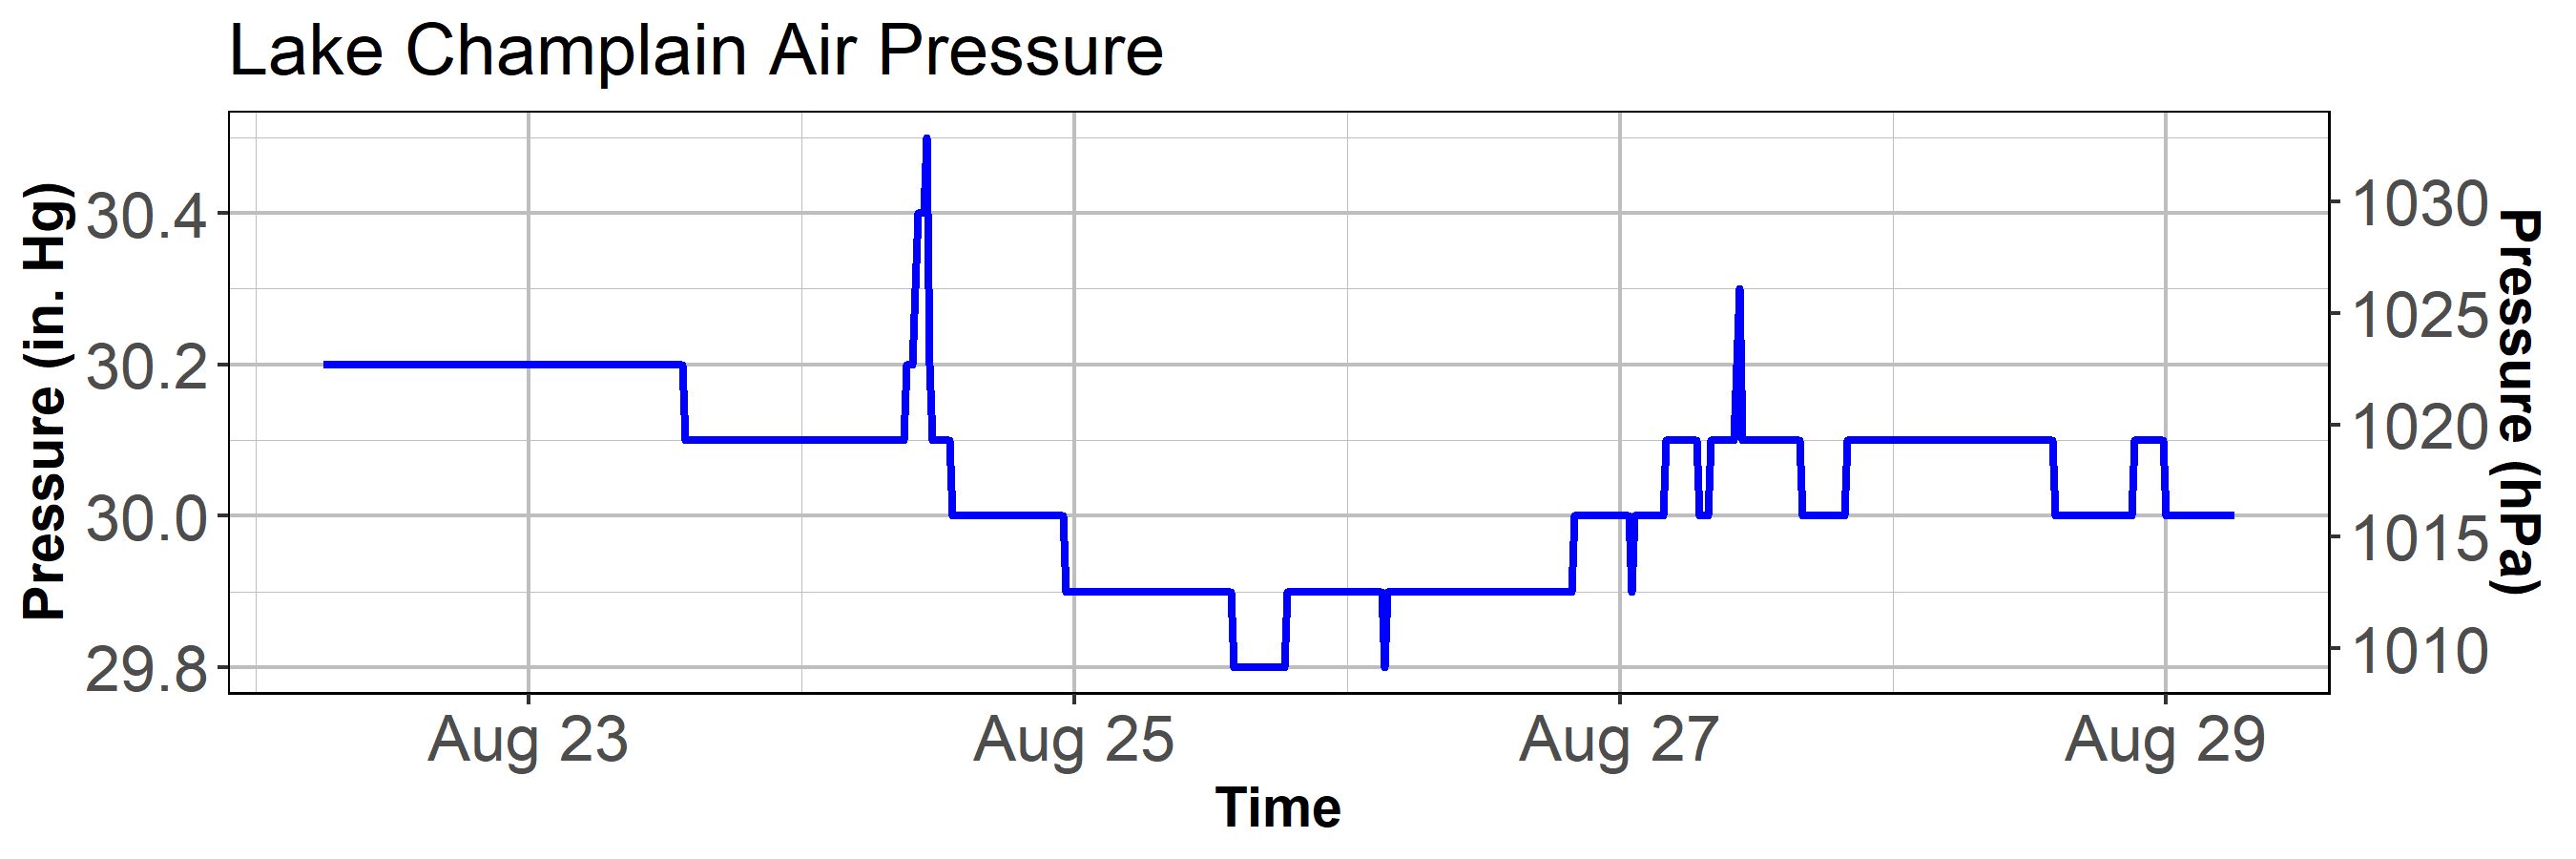 Lake Champlain Air Pressure
Pressure (in. Hg)
30.4
30.2
30.0
29.8
1030
1025
1020
1015
1010
Pressure (hPa)
Aug 23
Aug 25
Aug 27
Aug 29
Time